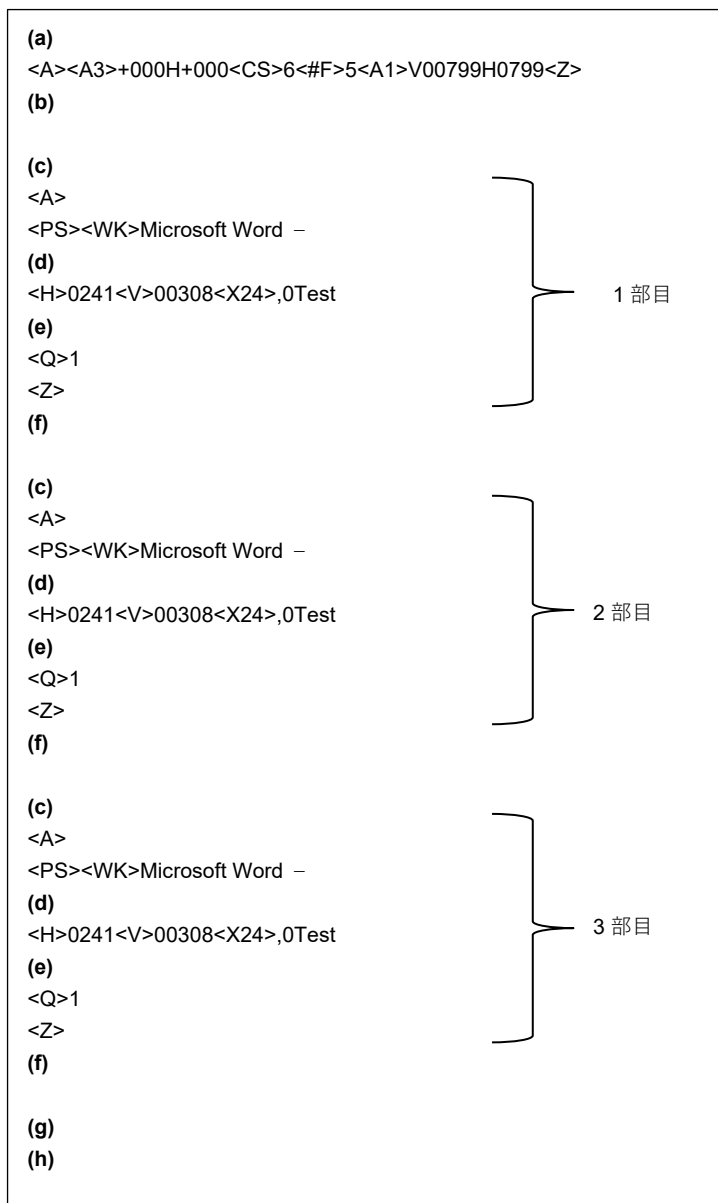 (a)
<A><A3>+000H+000<CS>6<#F>5<A1>V00799H0799<Z>
(b)
(c)
<A>
<PS><WK>Microsoft Word –
(d)
<H>0241<V>00308<X24>,0Test
(e)
<Q>1
<Z>
(f)
1 部目
(c)
<A>
<PS><WK>Microsoft Word –
(d)
<H>0241<V>00308<X24>,0Test
(e)
<Q>1
<Z>
(f)
2 部目
(c)
<A>
<PS><WK>Microsoft Word –
(d)
<H>0241<V>00308<X24>,0Test
(e)
<Q>1
<Z>
(f)
3 部目
(g)
(h)